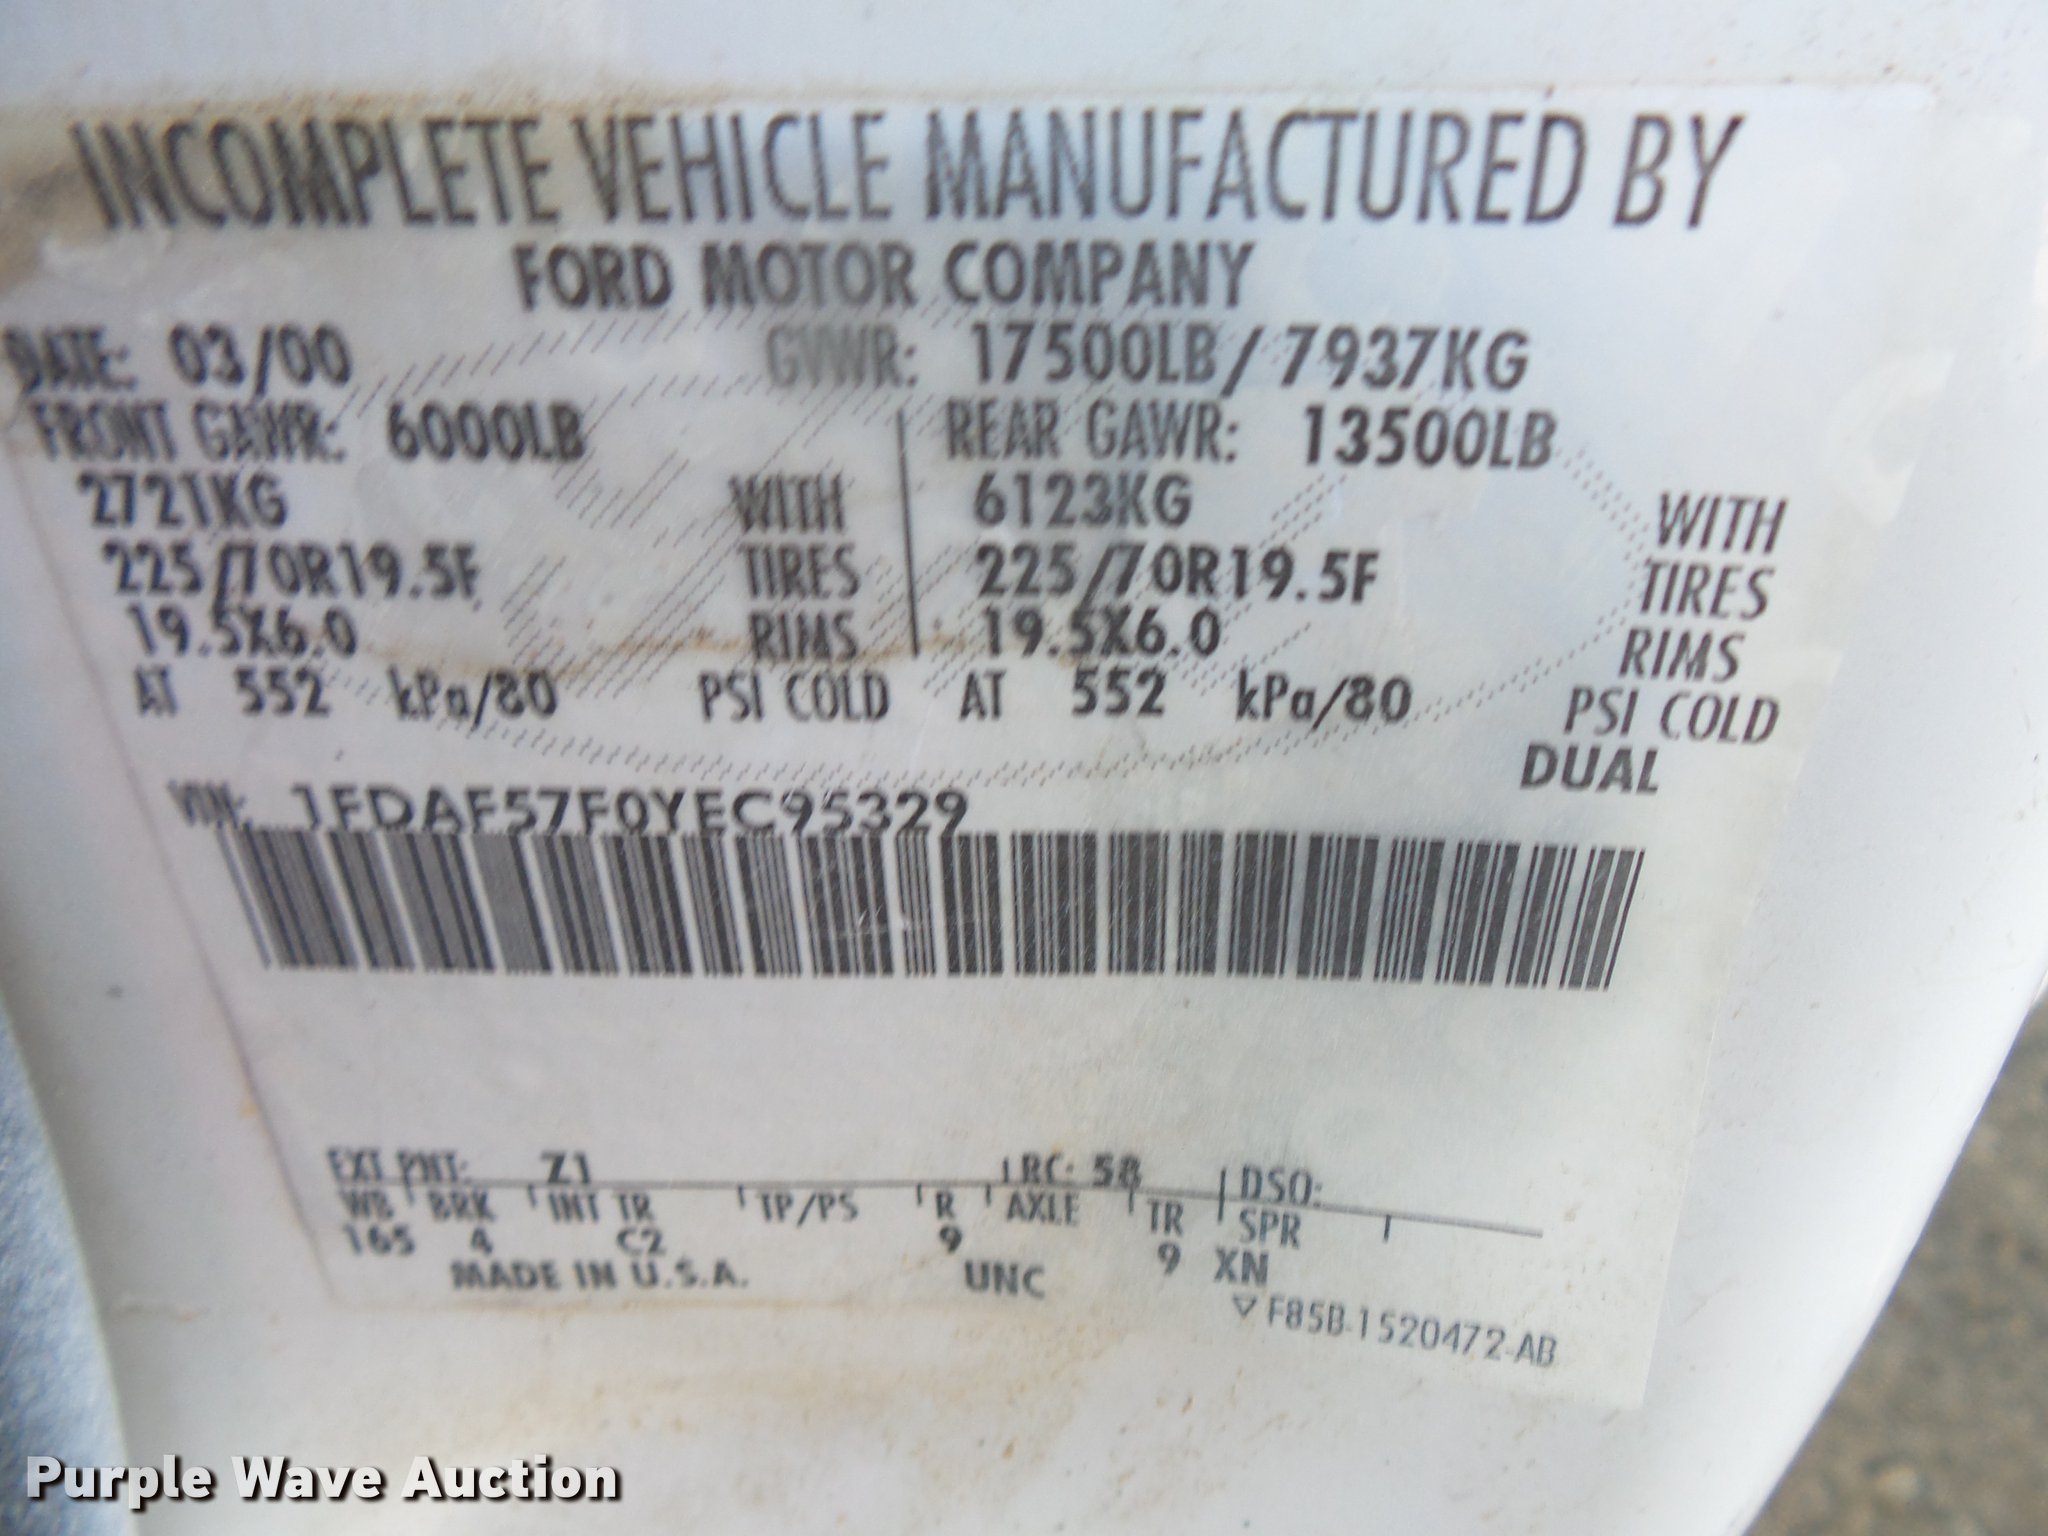 INCOMPLETE VEHICLE MANUFACTURED BY
FORD MOTOR COMPANY
DATE: 03/00 GVWR: 17500LB/7937KG
FRONT GAWR: 6000LB REAR GAWR: 13500LB
2721KG WITH 6123KG WITH
225/70R19.5F TIRES 225/70R19.5F TIRES
19.5X6.0 RIMS 19.5X6.0 RIMS
AT 552 kPa/80 PSI COLD AT 552 kPa/80 PSI COLD
DUAL
VIN: 1FDAF57F0YEC95329
EXT PNT: Z1 RC: 58 DSO:
WB BRK INT TR TP/PS R AXLE TR SPR
165 4 C2 9 9 XN
MADE IN U.S.A. UNC
▽F85B-1520472-AB
Purple Wave Auction